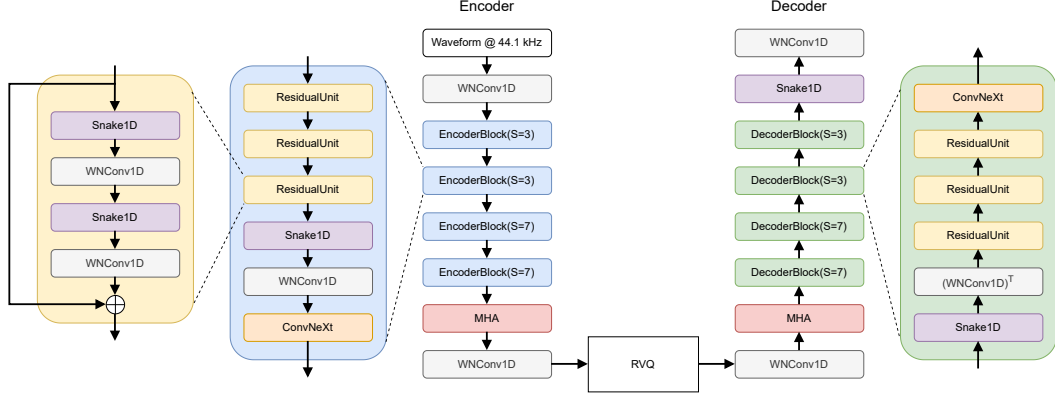 Encoder
Decoder
Snake1D
WNConv1D
Snake1D
WNConv1D
ResidualUnit
ResidualUnit
ResidualUnit
Snake1D
WNConv1D
ConvNeXt
Waveform @ 44.1 kHz
WNConv1D
EncoderBlock(S=3)
EncoderBlock(S=3)
EncoderBlock(S=7)
EncoderBlock(S=7)
MHA
WNConv1D
RVQ
WNConv1D
Snake1D
DecoderBlock(S=3)
DecoderBlock(S=3)
DecoderBlock(S=7)
DecoderBlock(S=7)
MHA
WNConv1D
ConvNeXt
ResidualUnit
ResidualUnit
ResidualUnit
(WNConv1D)ᵀ
Snake1D